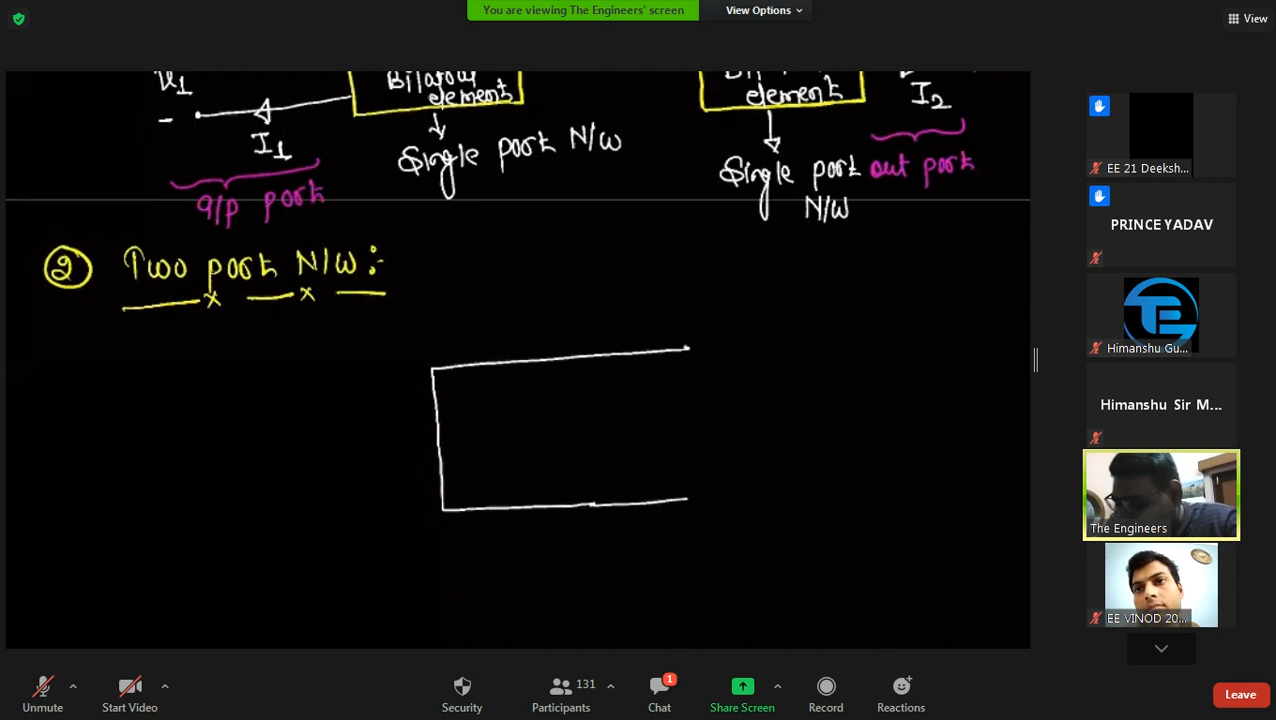 You are viewing The Engineers' screen
View Options
View
V1
Bilateral
element
element
I1
I2
Single port N/W
Single port
N/W
out port
i/p port
2 Two port N/W :-
EE 21 Deeksh...
PRINCE YADAV
Himanshu Gu...
Himanshu Sir M...
The Engineers
EE VINOD 20...
Unmute
Start Video
Security
131
Participants
1
Chat
Share Screen
Record
Reactions
Leave